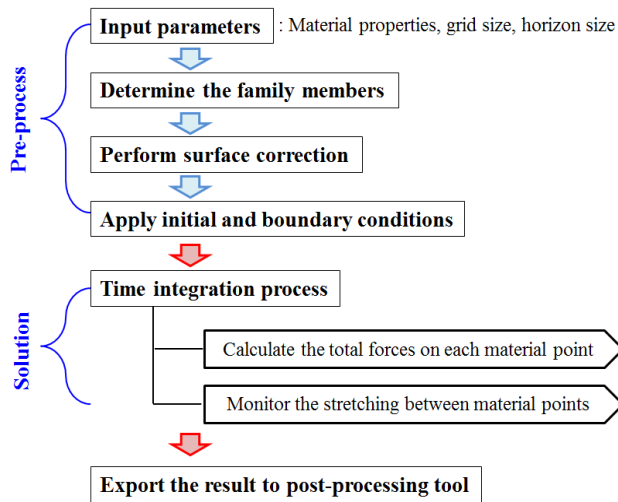 Input parameters : Material properties, grid size, horizon size
Determine the family members
Pre-process
Perform surface correction
Apply initial and boundary conditions
Time integration process
Solution
Calculate the total forces on each material point
Monitor the stretching between material points
Export the result to post-processing tool